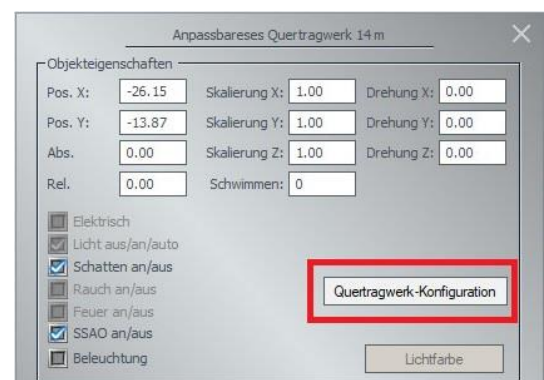 Anpassbareses Quertragwerk 14 m
Objekteigenschaften
Pos. X: -26.15 Skalierung X: 1.00 Drehung X: 0.00
Pos. Y: -13.87 Skalierung Y: 1.00 Drehung Y: 0.00
Abs. 0.00 Skalierung Z: 1.00 Drehung Z: 0.00
Rel. 0.00 Schwimmen: 0
Elektrisch
Licht aus/an/auto
Schatten an/aus
Rauch an/aus
Quertragwerk-Konfiguration
Feuer an/aus
SSAO an/aus
Beleuchtung
Lichtfarbe